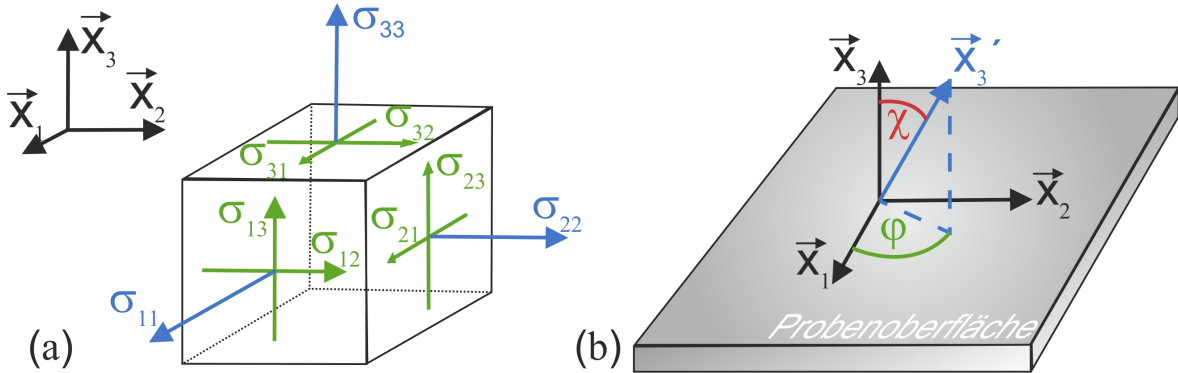 x₃
x₁
x₂
σ₃₃
σ₃₂
σ₃₁
σ₂₃
σ₁₃
σ₂₁
σ₂₂
σ₁₂
σ₁₁
(a)
x₃
x₃´
χ
x₂
φ
x₁
Probenoberfläche
(b)